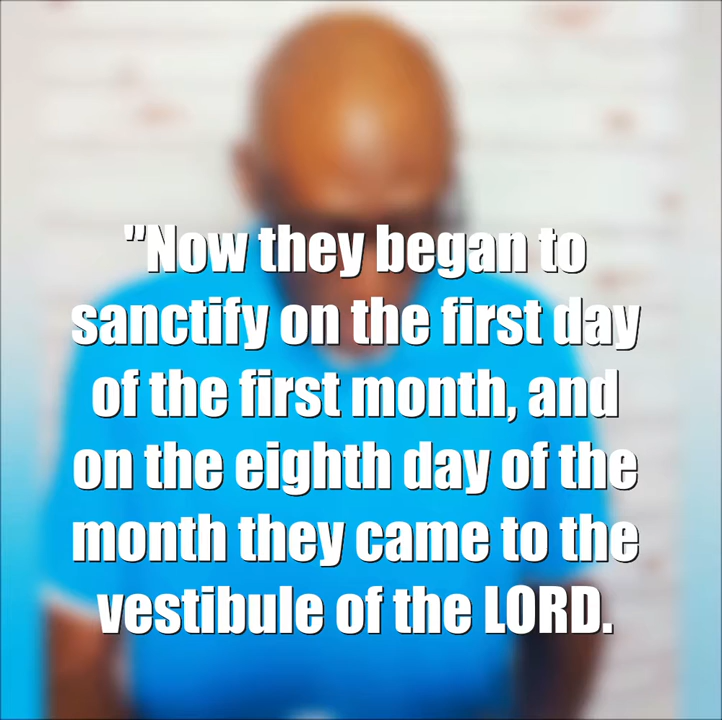 "Now they began to
sanctify on the first day
of the first month, and
on the eighth day of the
month they came to the
vestibule of the LORD.